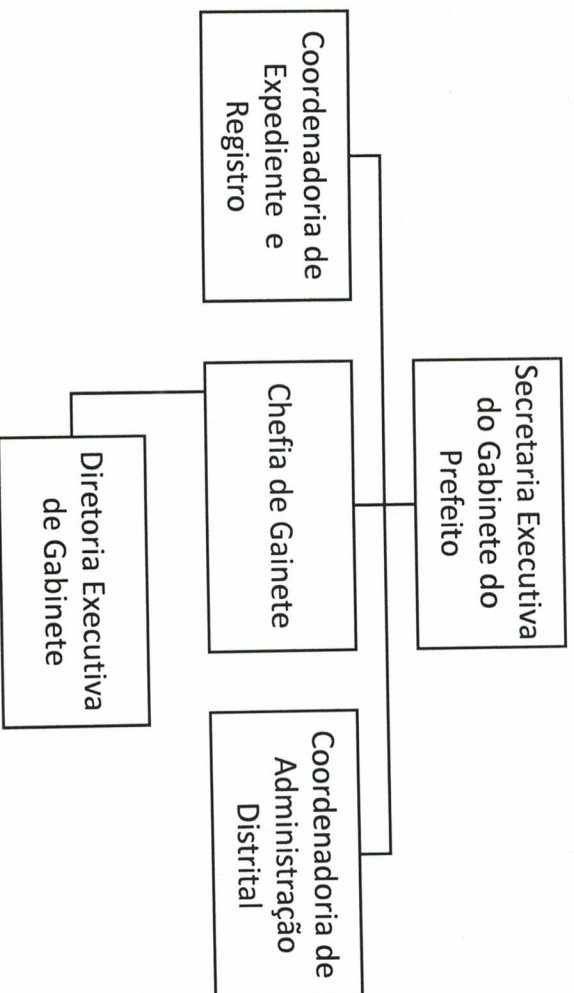 Secretaria Executiva
do Gabinete do
Prefeito
Coordenadoria de
Expediente e
Registro
Chefia de Gainete
Coordenadoria de
Administração
Distrital
Diretoria Executiva
de Gabinete